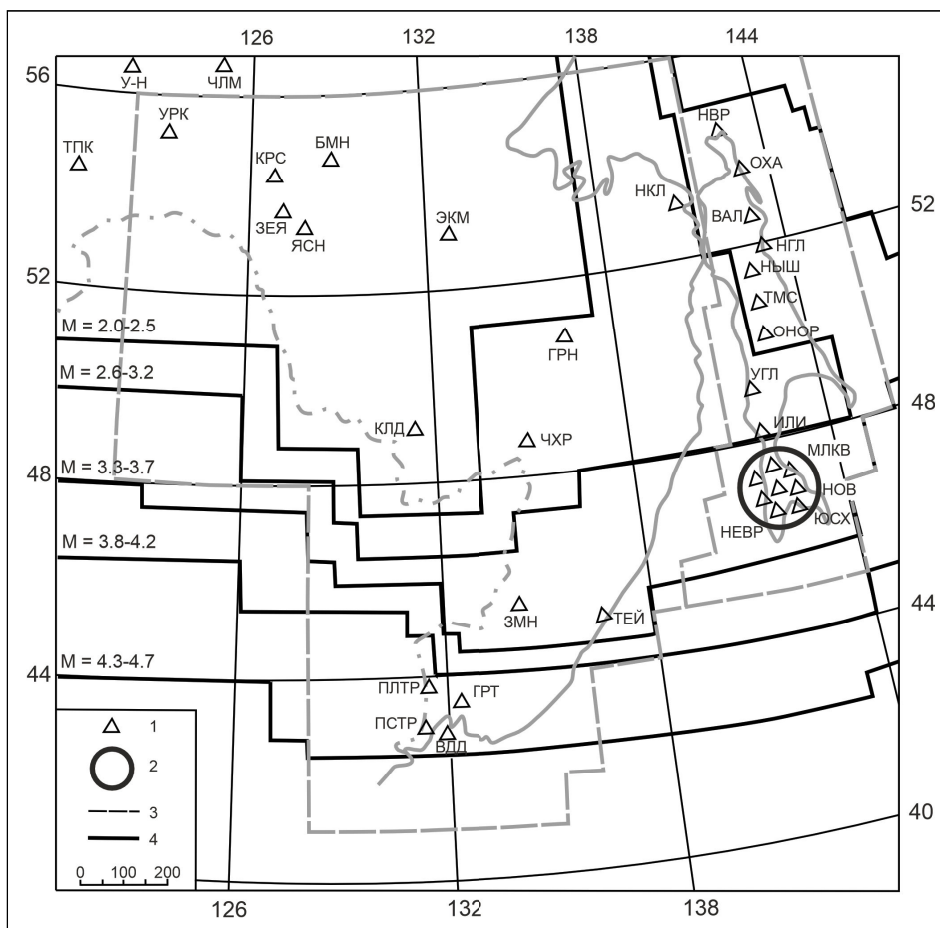 126 132 138 144
56
У-Н ЧЛМ
УРК НВР
ТПК КРС БМН ОХА
НКЛ 52
ЗЕЯ ЭКМ ВАЛ
ЯСН НГЛ
52 НЫШ
ТМС
M = 2.0-2.5 ГРН ОНОР
M = 2.6-3.2 УГЛ 48
КЛД ЧХР ИЛИ
48 M = 3.3-3.7 МЛКВ
НОВ
НЕВР ЮСХ
M = 3.8-4.2
ЗМН ТЕЙ 44
44 M = 4.3-4.7
ПЛТР ГРТ
ПСТР
ВДД
1
2
3
4
40
0 100 200
126 132 138